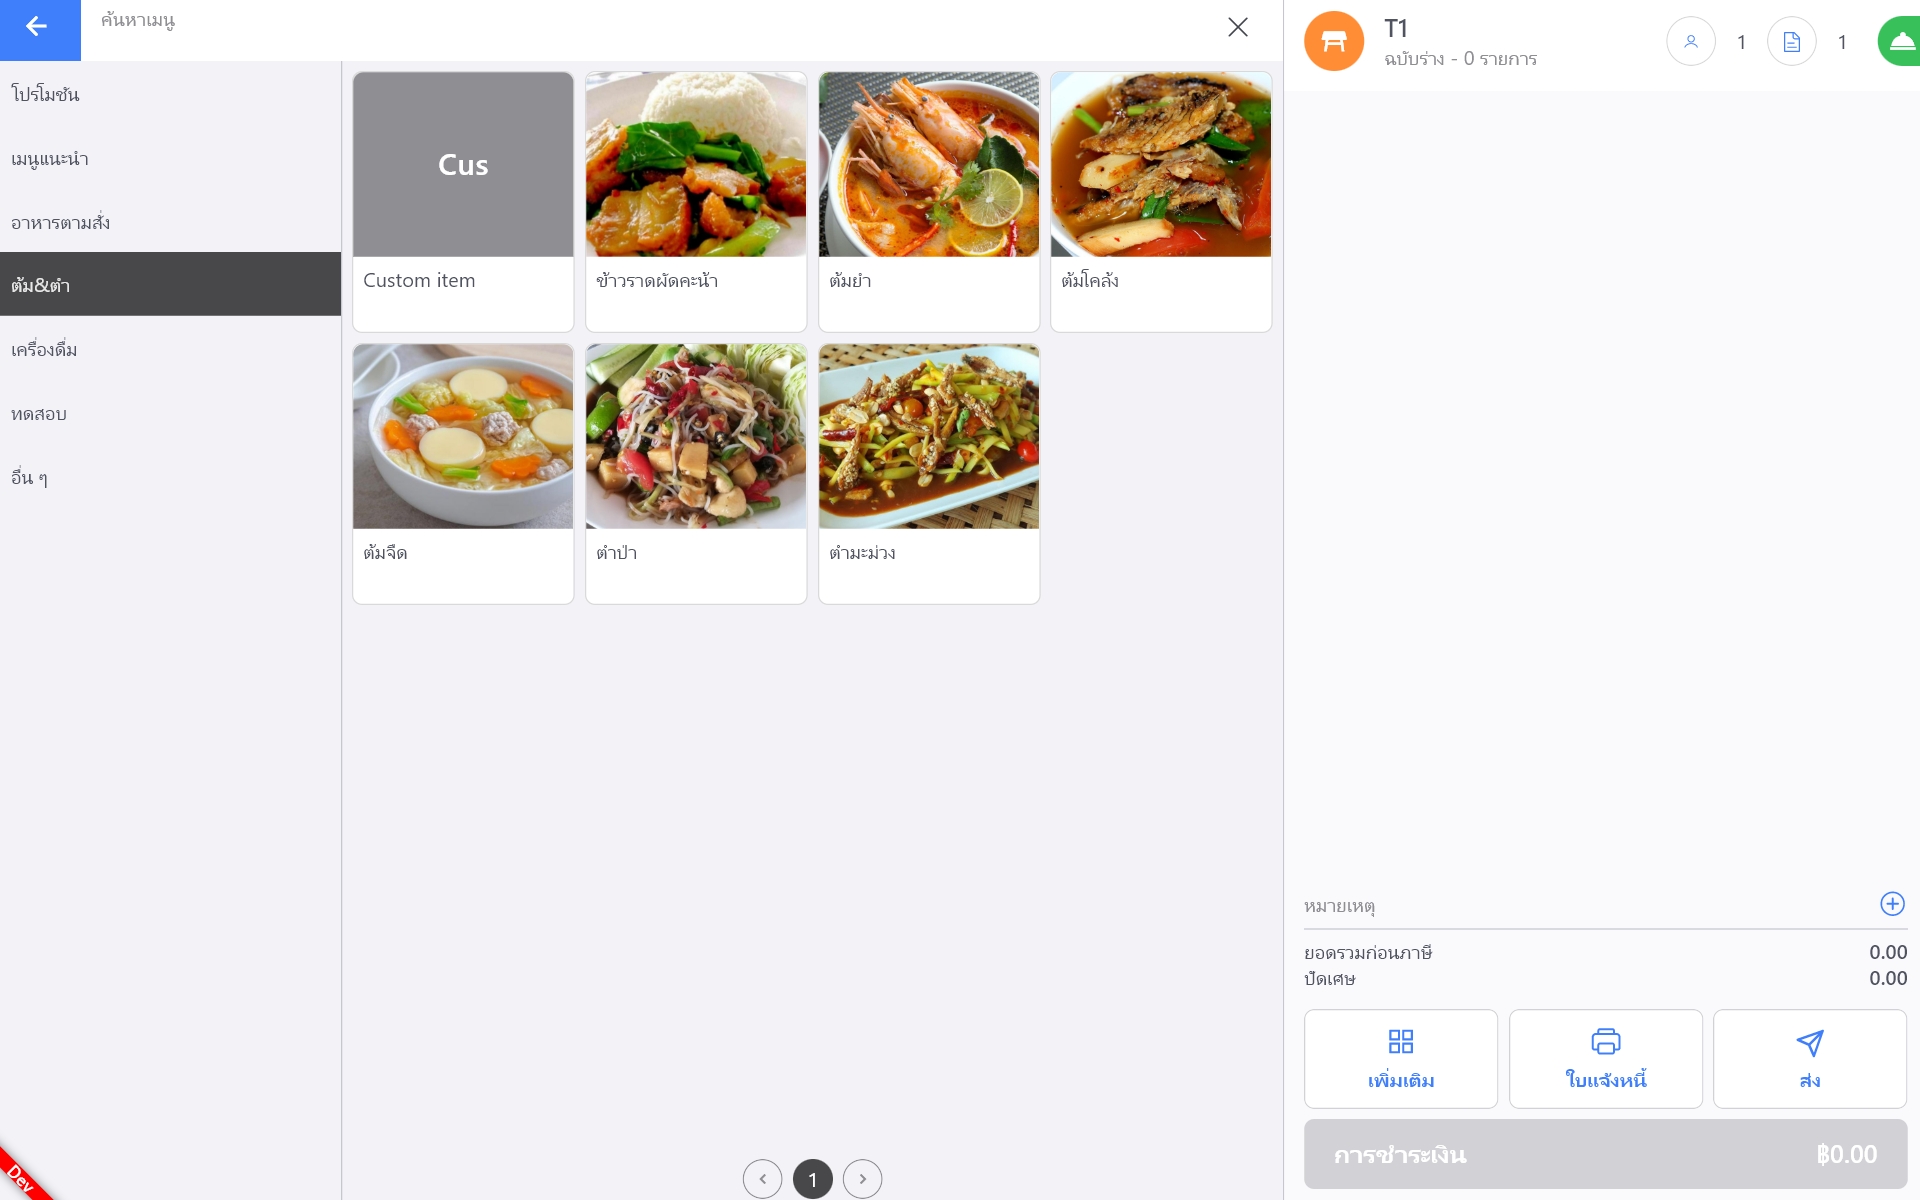 ค้นหาเมนู
โปรโมชัน
เมนูแนะนำ
อาหารตามสั่ง
ต้ม&ตำ
เครื่องดื่ม
ทดสอบ
อื่น ๆ
Cus
Custom item
ข้าวราดผัดคะน้า
ต้มยำ
ต้มโคล้ง
ต้มจืด
ตำป่า
ตำมะม่วง
1
Dev
T1
ฉบับร่าง - 0 รายการ
1
1
หมายเหตุ
ยอดรวมก่อนภาษี 0.00
ปัดเศษ 0.00
เพิ่มเติม
ใบแจ้งหนี้
ส่ง
การชำระเงิน ฿0.00